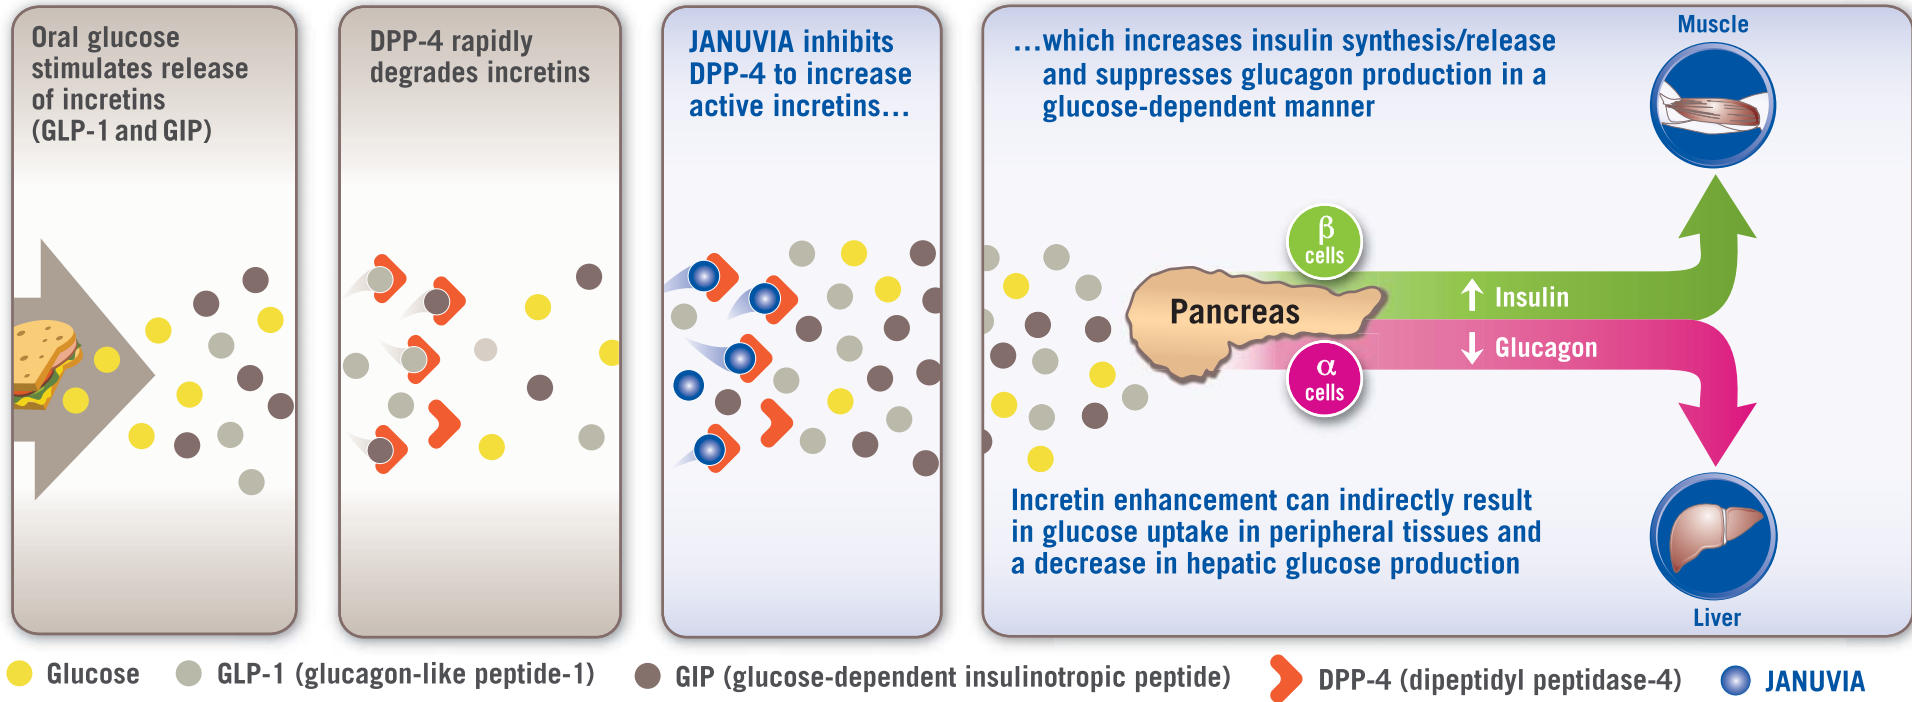 Oral glucose
stimulates release
of incretins
(GLP-1 and GIP)
DPP-4 rapidly
degrades incretins
JANUVIA inhibits
DPP-4 to increase
active incretins...
...which increases insulin synthesis/release
and suppresses glucagon production in a
glucose-dependent manner
Muscle
β
cells
Pancreas
Insulin
Glucagon
α
cells
Incretin enhancement can indirectly result
in glucose uptake in peripheral tissues and
a decrease in hepatic glucose production
Liver
Glucose
GLP-1 (glucagon-like peptide-1)
GIP (glucose-dependent insulinotropic peptide)
DPP-4 (dipeptidyl peptidase-4)
JANUVIA